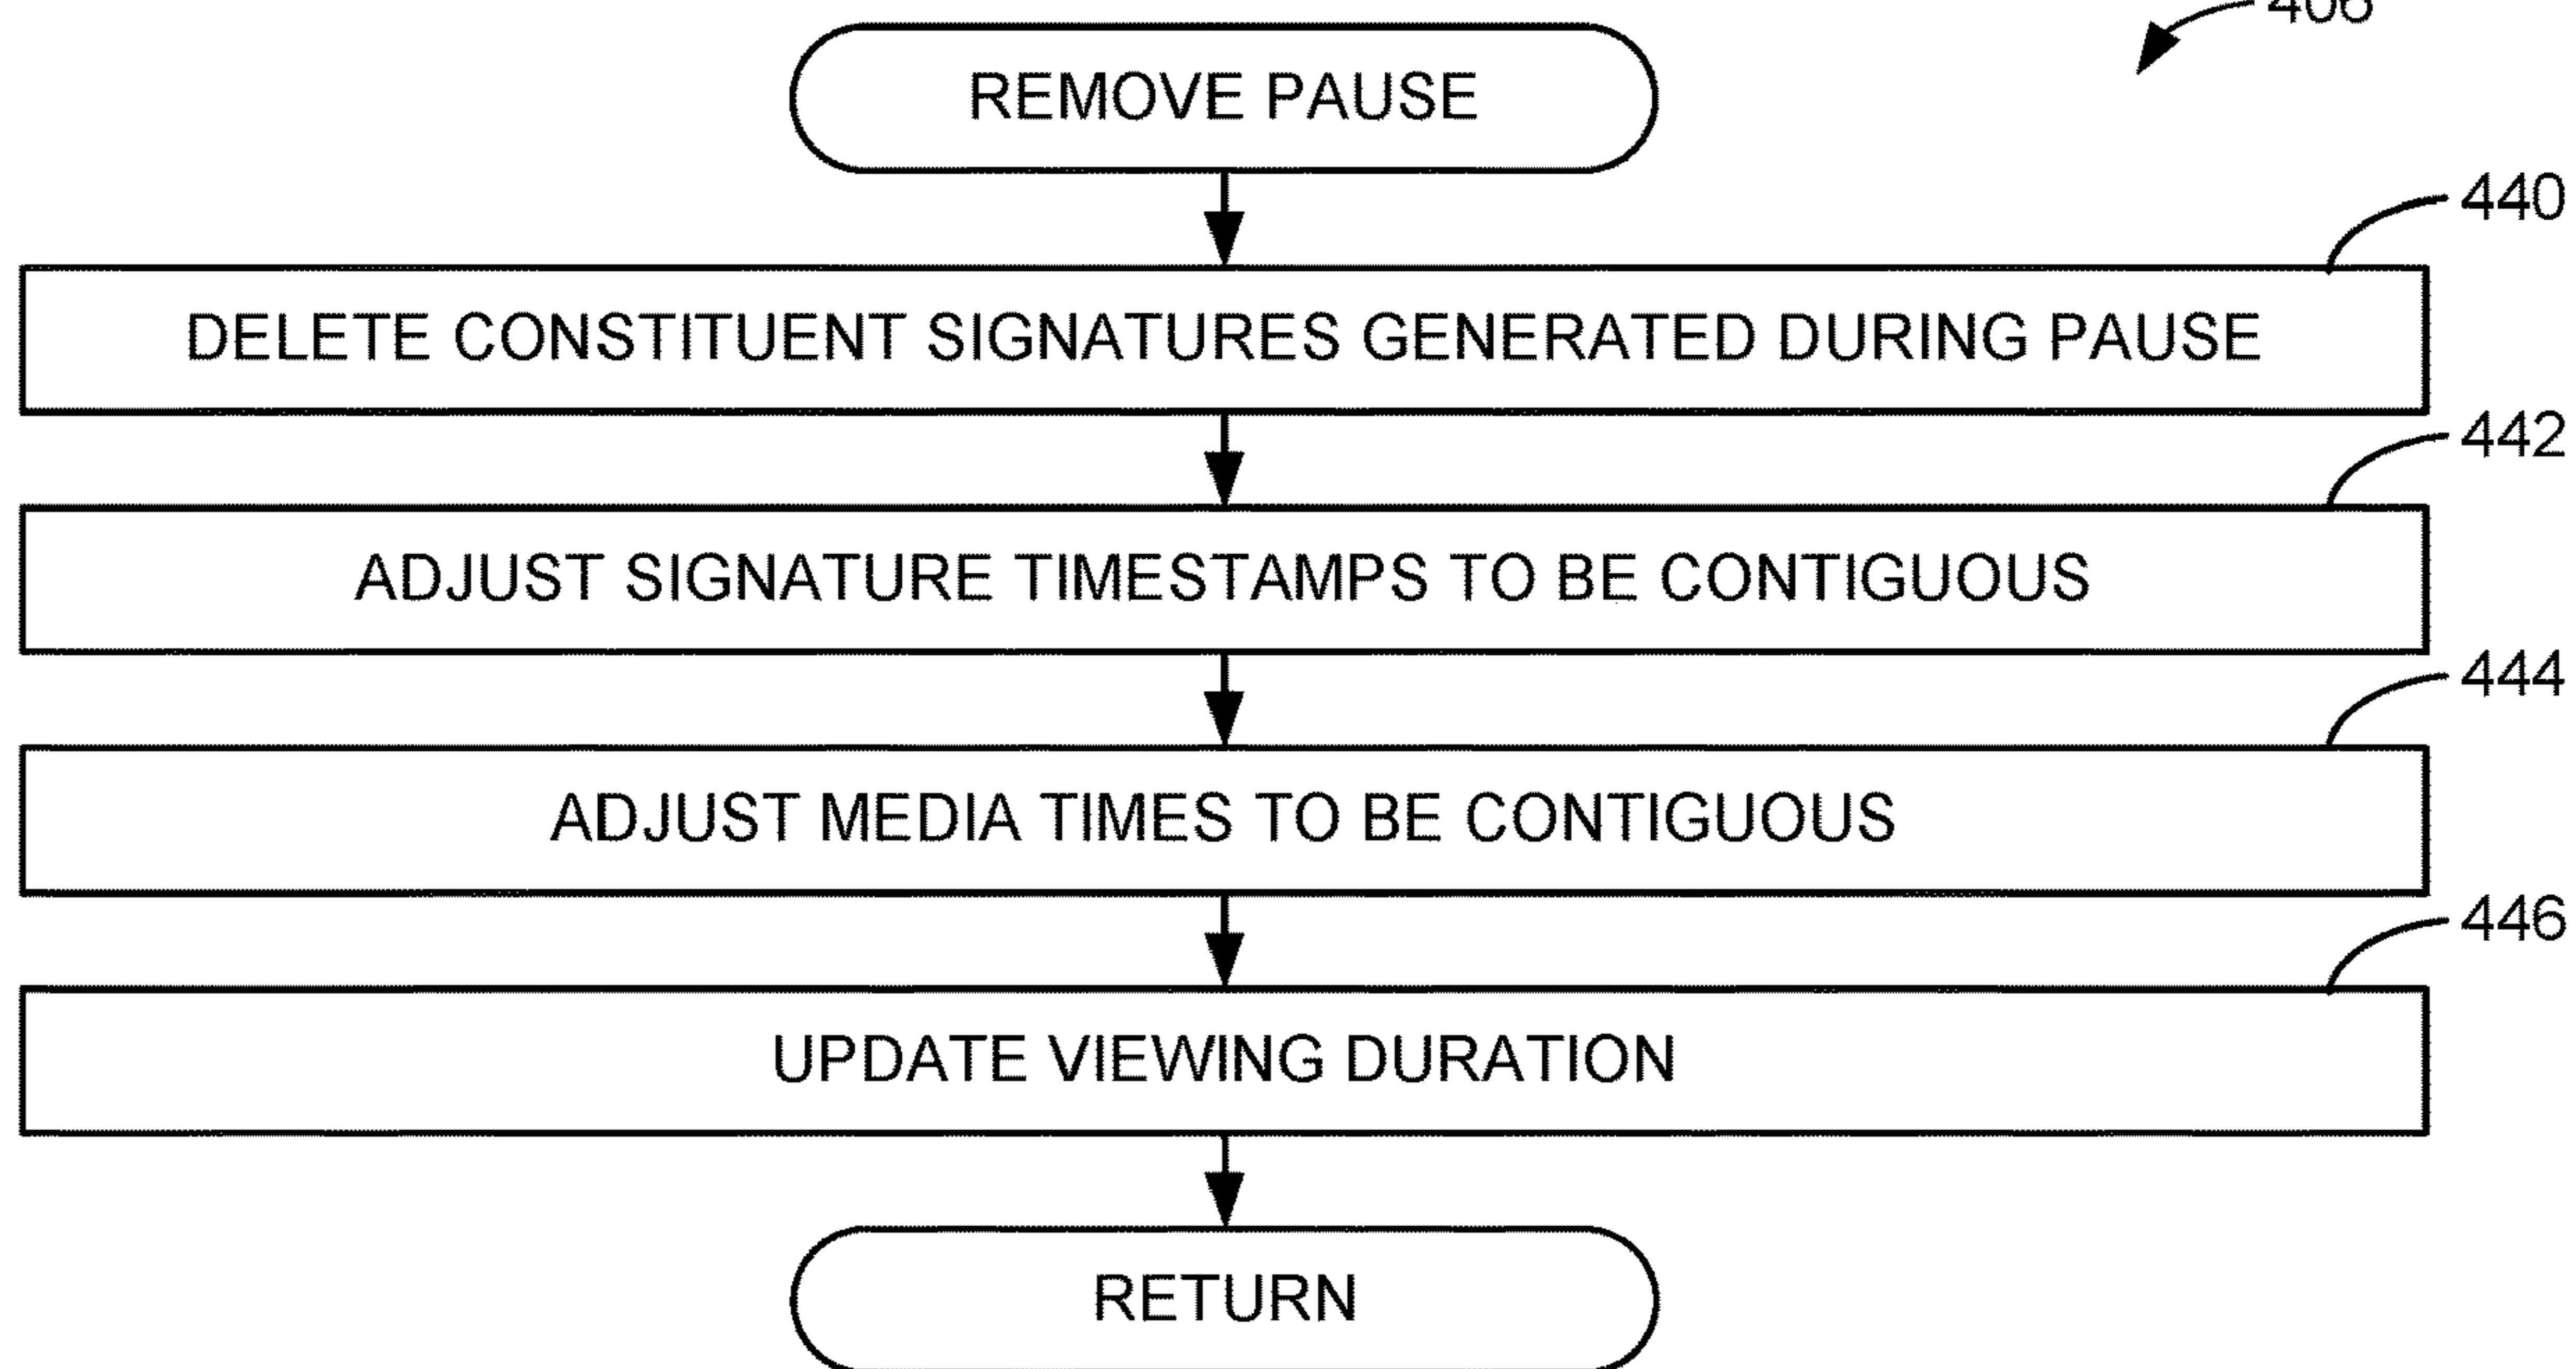 406
REMOVE PAUSE
440
DELETE CONSTITUENT SIGNATURES GENERATED DURING PAUSE
442
ADJUST SIGNATURE TIMESTAMPS TO BE CONTIGUOUS
444
ADJUST MEDIA TIMES TO BE CONTIGUOUS
446
UPDATE VIEWING DURATION
RETURN